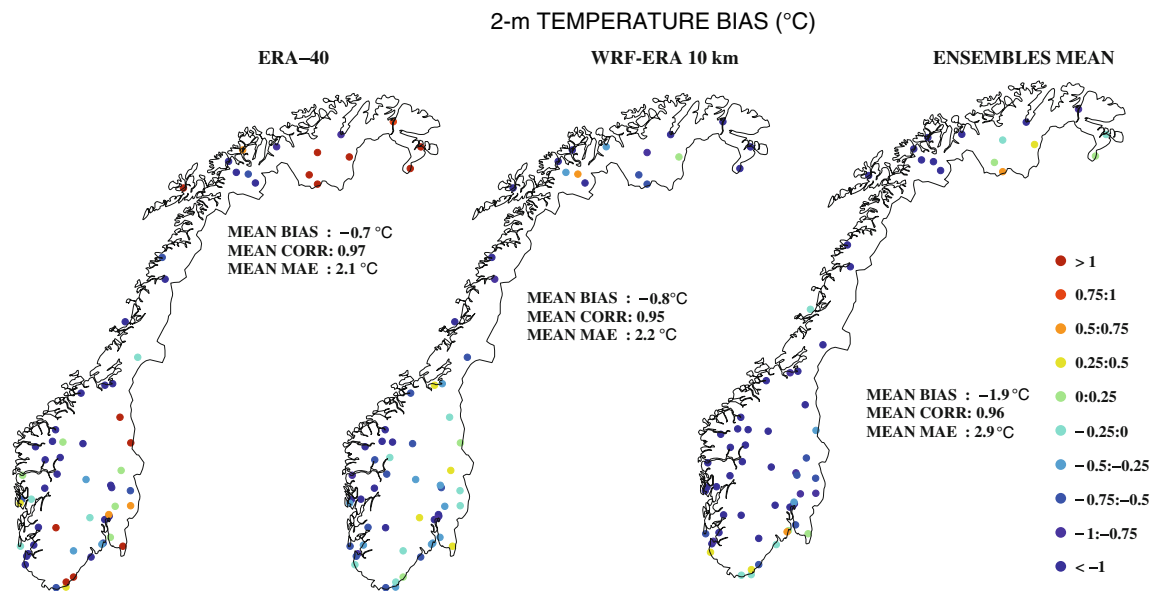 2-m TEMPERATURE BIAS (°C)
ERA−40
WRF-ERA 10 km
ENSEMBLES MEAN
MEAN BIAS : −0.7 °C
MEAN CORR: 0.97
MEAN MAE : 2.1 °C
MEAN BIAS : −0.8°C
MEAN CORR: 0.95
MEAN MAE : 2.2 °C
MEAN BIAS : −1.9°C
MEAN CORR: 0.96
MEAN MAE : 2.9°C
> 1
0.75:1
0.5:0.75
0.25:0.5
0:0.25
−0.25:0
−0.5:−0.25
−0.75:−0.5
−1:−0.75
< −1